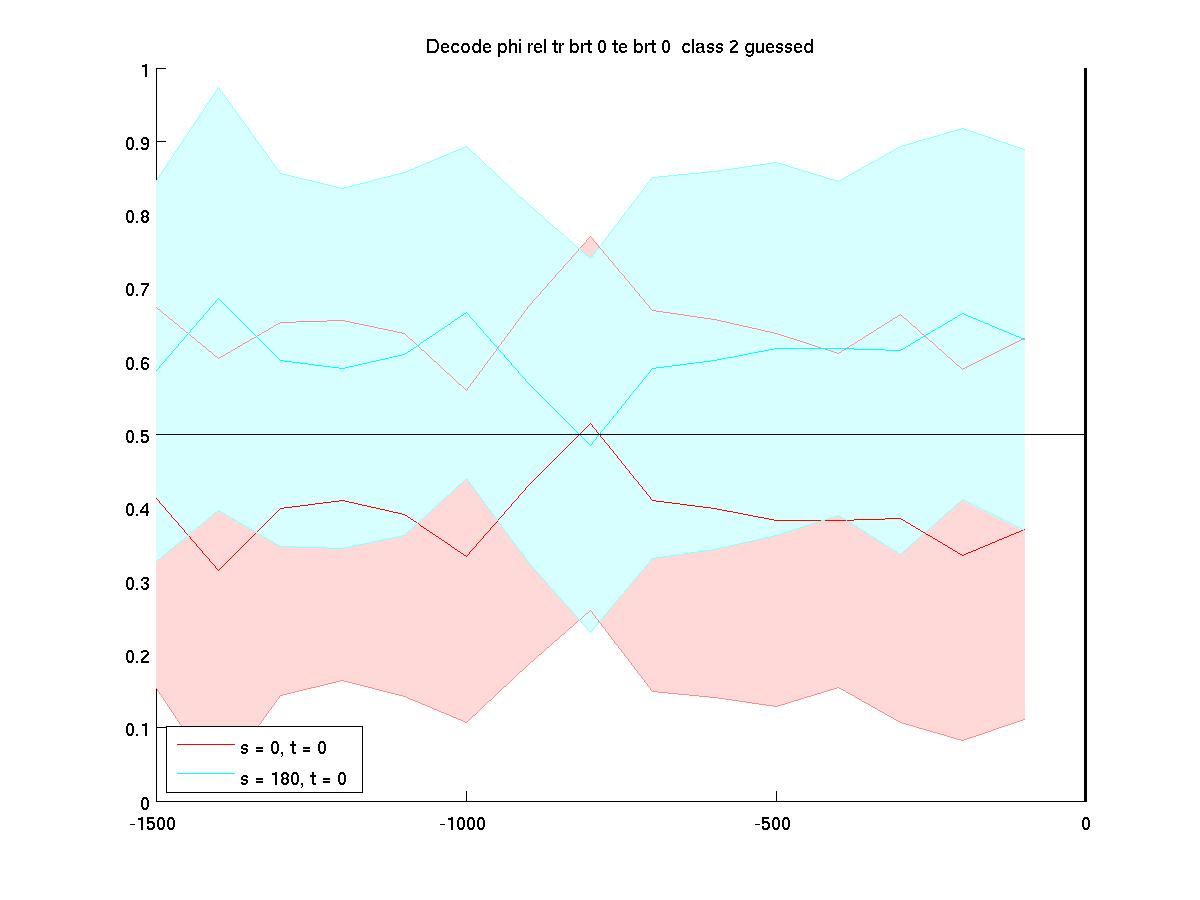 Decode phi rel tr brt 0 te brt 0  class 2 guessed
1
0.9
0.8
0.7
0.6
0.5
0.4
0.3
0.2
0.1
0
s = 0, t = 0
s = 180, t = 0
-1500 -1000 -500 0